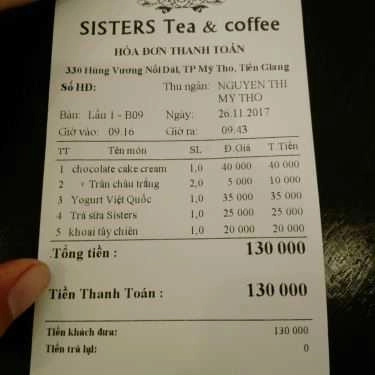 SISTERS Tea & coffee
HÓA ĐƠN THANH TOÁN
330 Hùng Vương Nối Dài, TP Mỹ Tho, Tiền Giang
Số HĐ: Thu ngân: NGUYEN THI MY THO
Bàn: Lầu 1 - B09 Ngày: 26.11.2017
Giờ vào: 09.16 Giờ ra: 09.43
TT Tên món SL Đ.Giá T.Tiền
1 chocolate cake cream 1,0 40 000 40 000
2 + Trân châu trắng 2,0 5 000 10 000
3 Yogurt Việt Quốc 1,0 35 000 35 000
4 Trà sữa Sisters 1,0 25 000 25 000
5 khoai tây chiên 1,0 20 000 20 000
Tổng tiền : 130 000
Tiền Thanh Toán : 130 000
Tiền khách đưa: 130 000
Tiền trả lại: 0